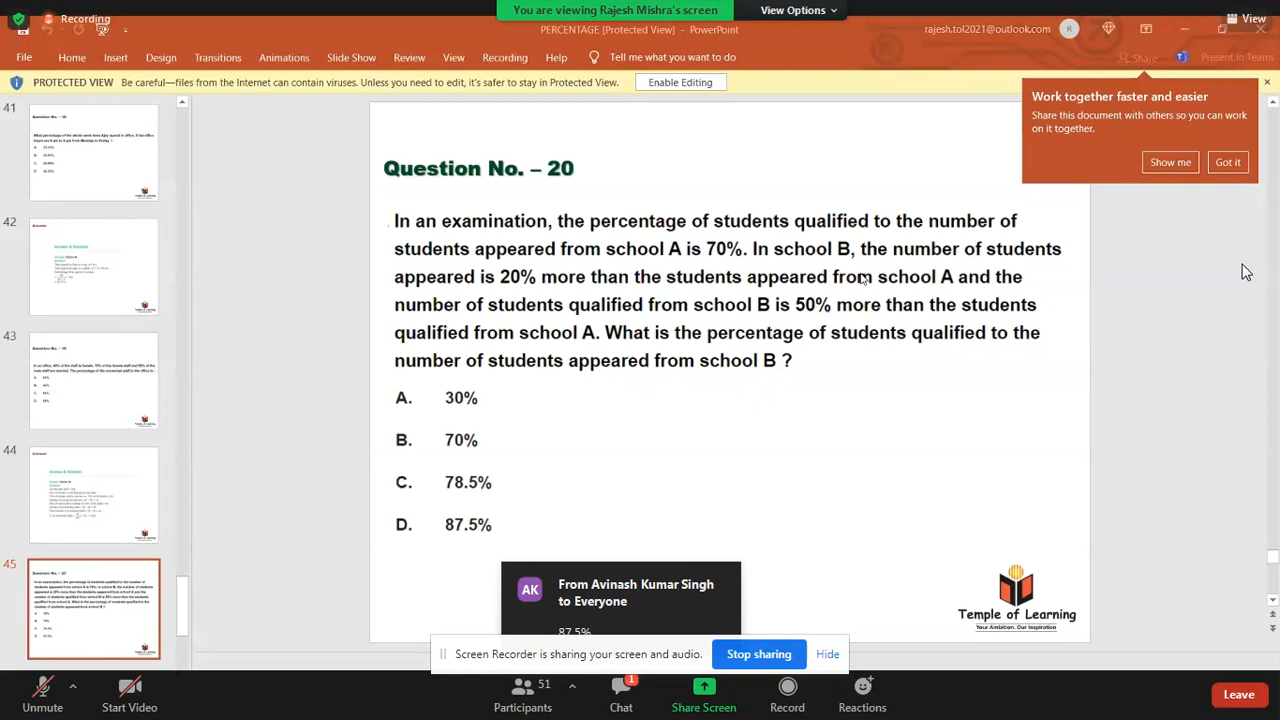 Recording
You are viewing Rajesh Mishra's screen
View Options
View
PERCENTAGE [Protected View] - PowerPoint
rajesh.tol2021@outlook.com
R
File
Home
Insert
Design
Transitions
Animations
Slide Show
Review
View
Recording
Help
Tell me what you want to do
Share
Present in Teams
PROTECTED VIEW
Be careful—files from the Internet can contain viruses. Unless you need to edit, it's safer to stay in Protected View.
Enable Editing
Work together faster and easier
Share this document with others so you can work
on it together.
Show me
Got it
41
42
43
44
45
Question No. – 20
In an examination, the percentage of students qualified to the number of
students appeared from school A is 70%. In school B, the number of students
appeared is 20% more than the students appeared from school A and the
number of students qualified from school B is 50% more than the students
qualified from school A. What is the percentage of students qualified to the
number of students appeared from school B ?
A. 30%
B. 70%
C. 78.5%
D. 87.5%
Temple of Learning
Your Ambition. Our Inspiration
AK
From Avinash Kumar Singh
to Everyone
87.5%
Screen Recorder is sharing your screen and audio.
Stop sharing
Hide
Unmute
Start Video
51
Participants
1
Chat
Share Screen
Record
Reactions
Leave